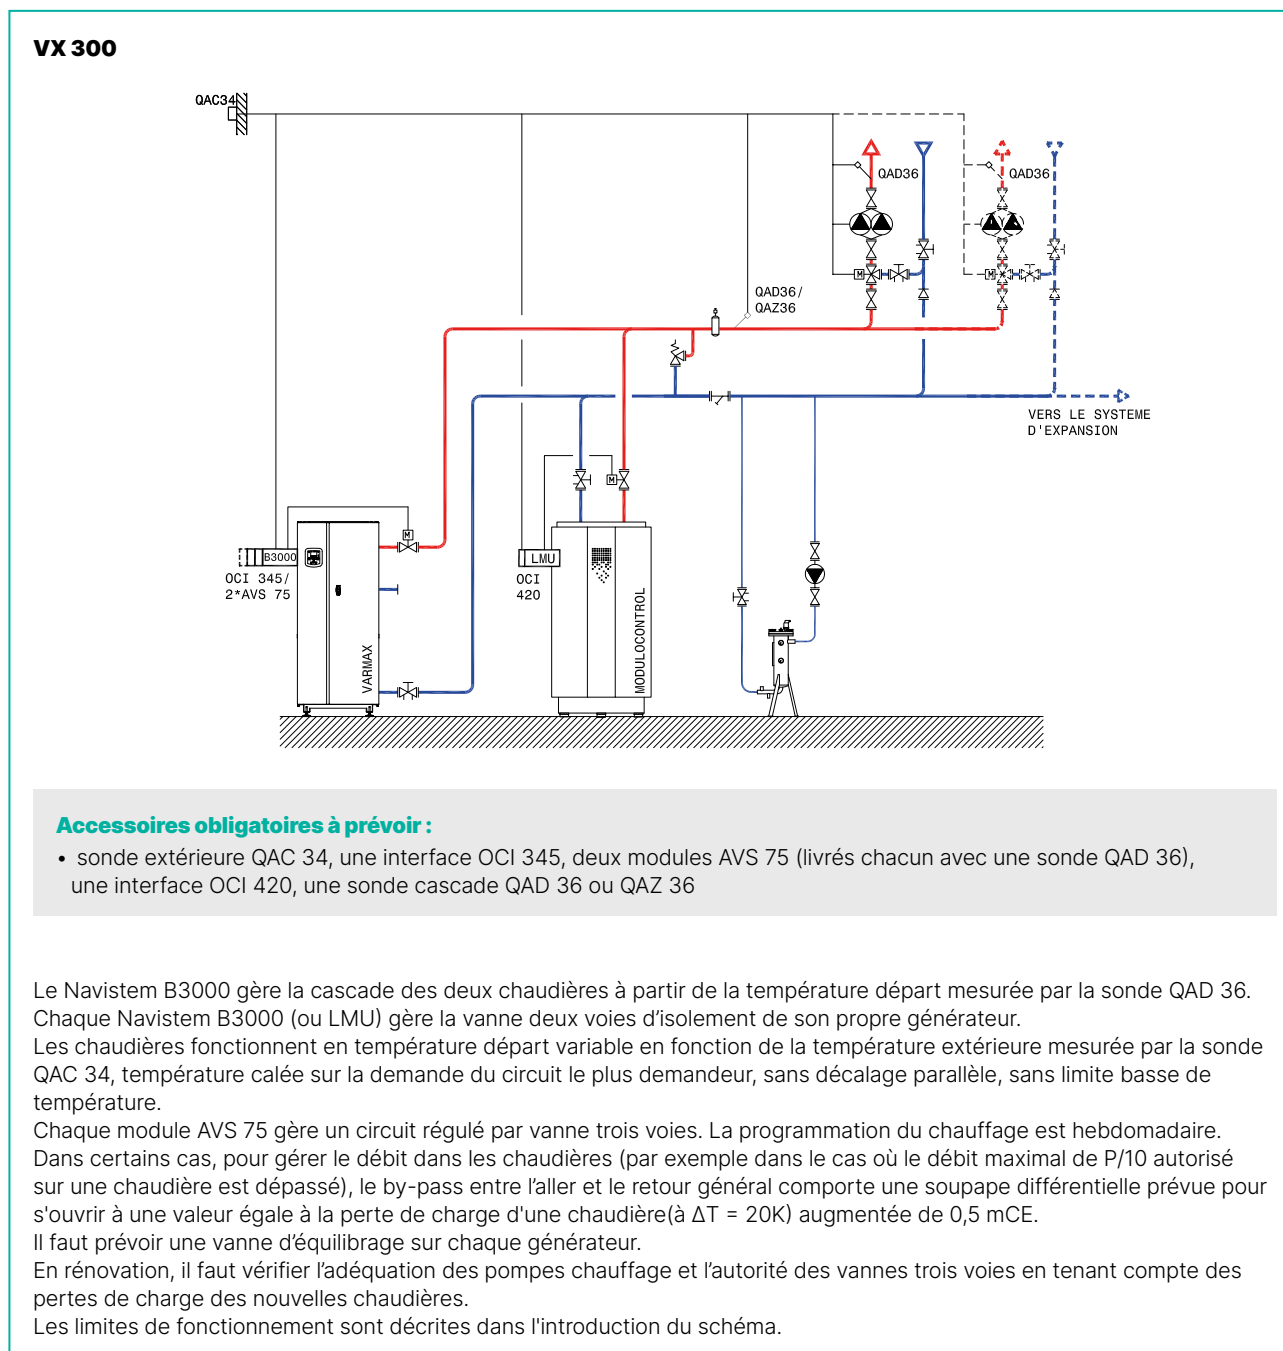 VX 300
QAC34
QAD36
QAD36
M
M
QAD36/
QAZ36
VERS LE SYSTEME
D'EXPANSION
M
M
B3000
OCI 345/
2*AVS 75
VARMAX
LMU
OCI
420
MODULOCONTROL
Accessoires obligatoires à prévoir :
• sonde extérieure QAC 34, une interface OCI 345, deux modules AVS 75 (livrés chacun avec une sonde QAD 36),
une interface OCI 420, une sonde cascade QAD 36 ou QAZ 36
Le Navistem B3000 gère la cascade des deux chaudières à partir de la température départ mesurée par la sonde QAD 36.
Chaque Navistem B3000 (ou LMU) gère la vanne deux voies d’isolement de son propre générateur.
Les chaudières fonctionnent en température départ variable en fonction de la température extérieure mesurée par la sonde
QAC 34, température calée sur la demande du circuit le plus demandeur, sans décalage parallèle, sans limite basse de
température.
Chaque module AVS 75 gère un circuit régulé par vanne trois voies. La programmation du chauffage est hebdomadaire.
Dans certains cas, pour gérer le débit dans les chaudières (par exemple dans le cas où le débit maximal de P/10 autorisé
sur une chaudière est dépassé), le by-pass entre l’aller et le retour général comporte une soupape différentielle prévue pour
s'ouvrir à une valeur égale à la perte de charge d'une chaudière(à ΔT = 20K) augmentée de 0,5 mCE.
Il faut prévoir une vanne d’équilibrage sur chaque générateur.
En rénovation, il faut vérifier l’adéquation des pompes chauffage et l’autorité des vannes trois voies en tenant compte des
pertes de charge des nouvelles chaudières.
Les limites de fonctionnement sont décrites dans l'introduction du schéma.